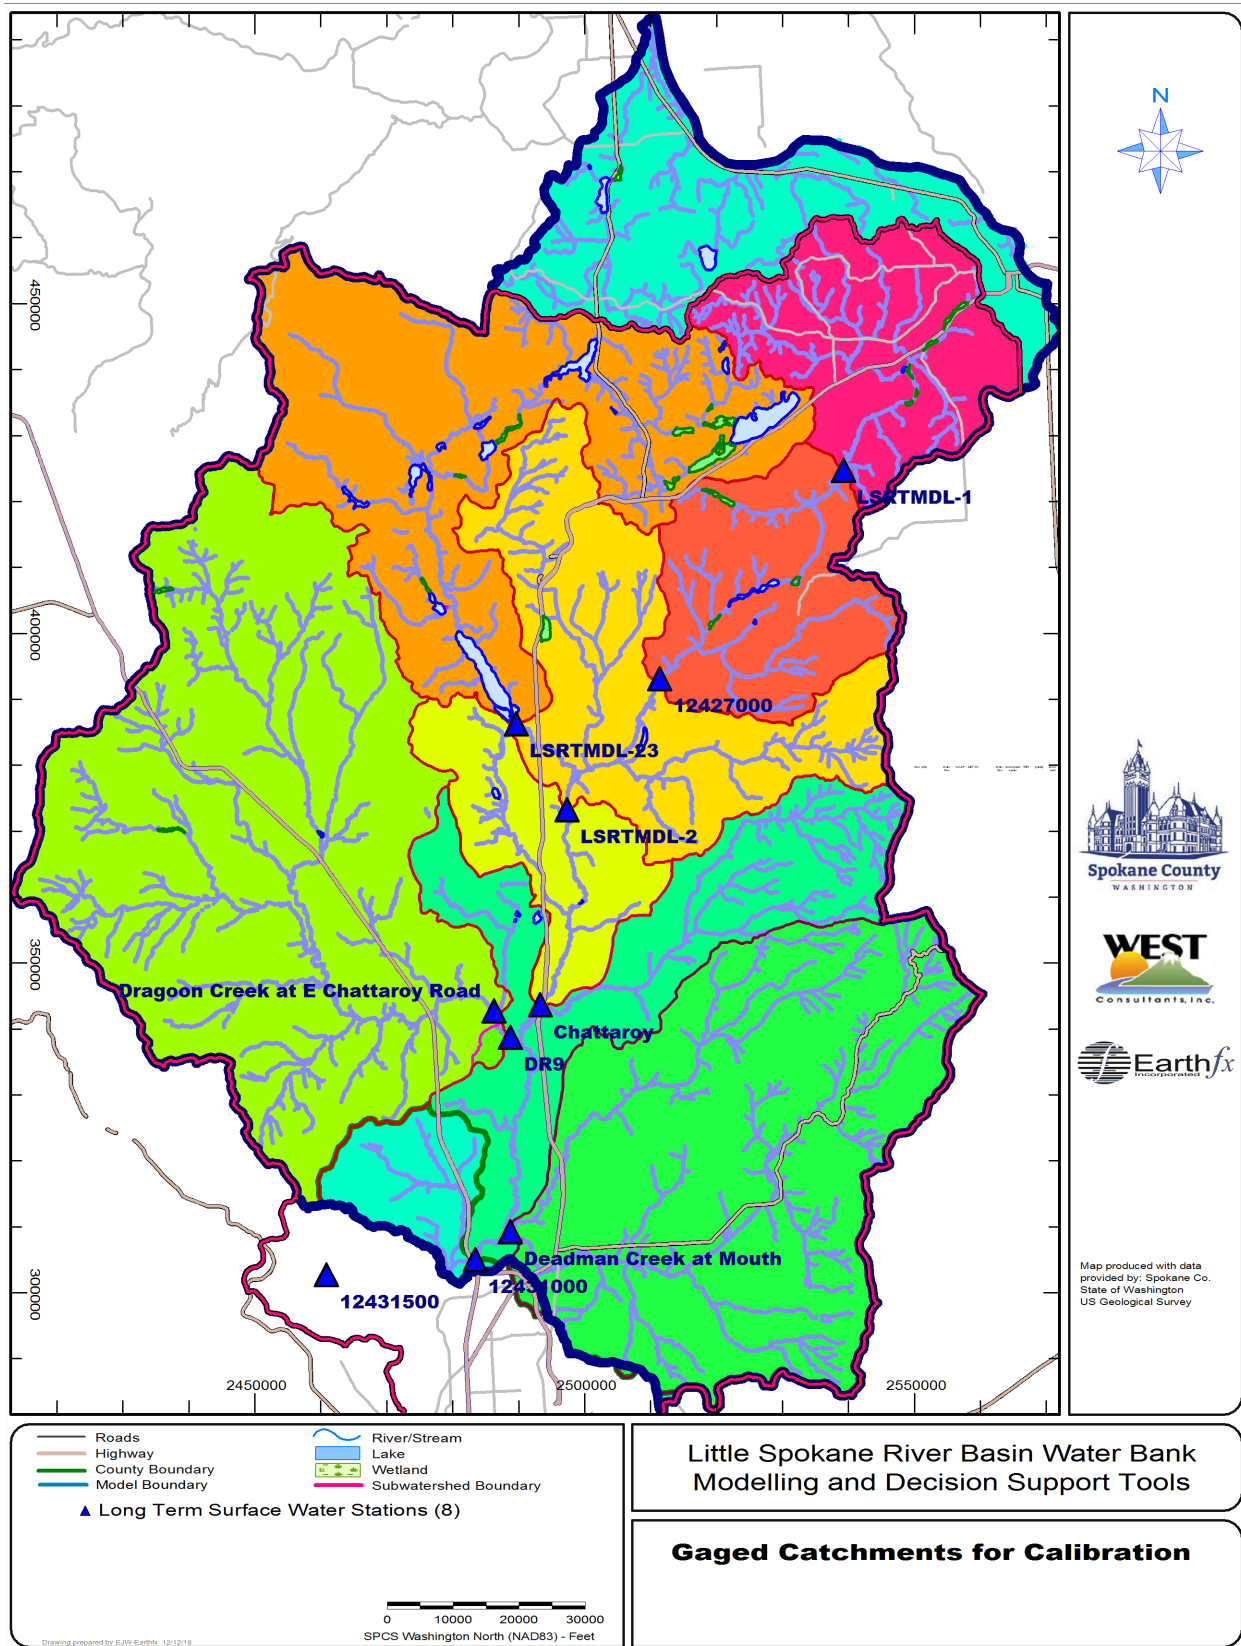 N
450000
400000
350000
300000
2450000
2500000
2550000
LSRTMDL-1
12427000
LSRTMDL-23
LSRTMDL-2
Dragoon Creek at E Chattaroy Road
Chattaroy
DR9
Deadman Creek at Mouth
12431000
12431500
Spokane County
WASHINGTON
WEST
Consultants, Inc.
Earthfx
Incorporated
Map produced with data
provided by: Spokane Co.
State of Washington
US Geological Survey
Roads
Highway
County Boundary
Model Boundary
River/Stream
Lake
Wetland
Subwatershed Boundary
Long Term Surface Water Stations (8)
0 10000 20000 30000
SPCS Washington North (NAD83) - Feet
Drawing prepared by EJW-Earthfx 12/12/18
Little Spokane River Basin Water Bank
Modelling and Decision Support Tools
Gaged Catchments for Calibration